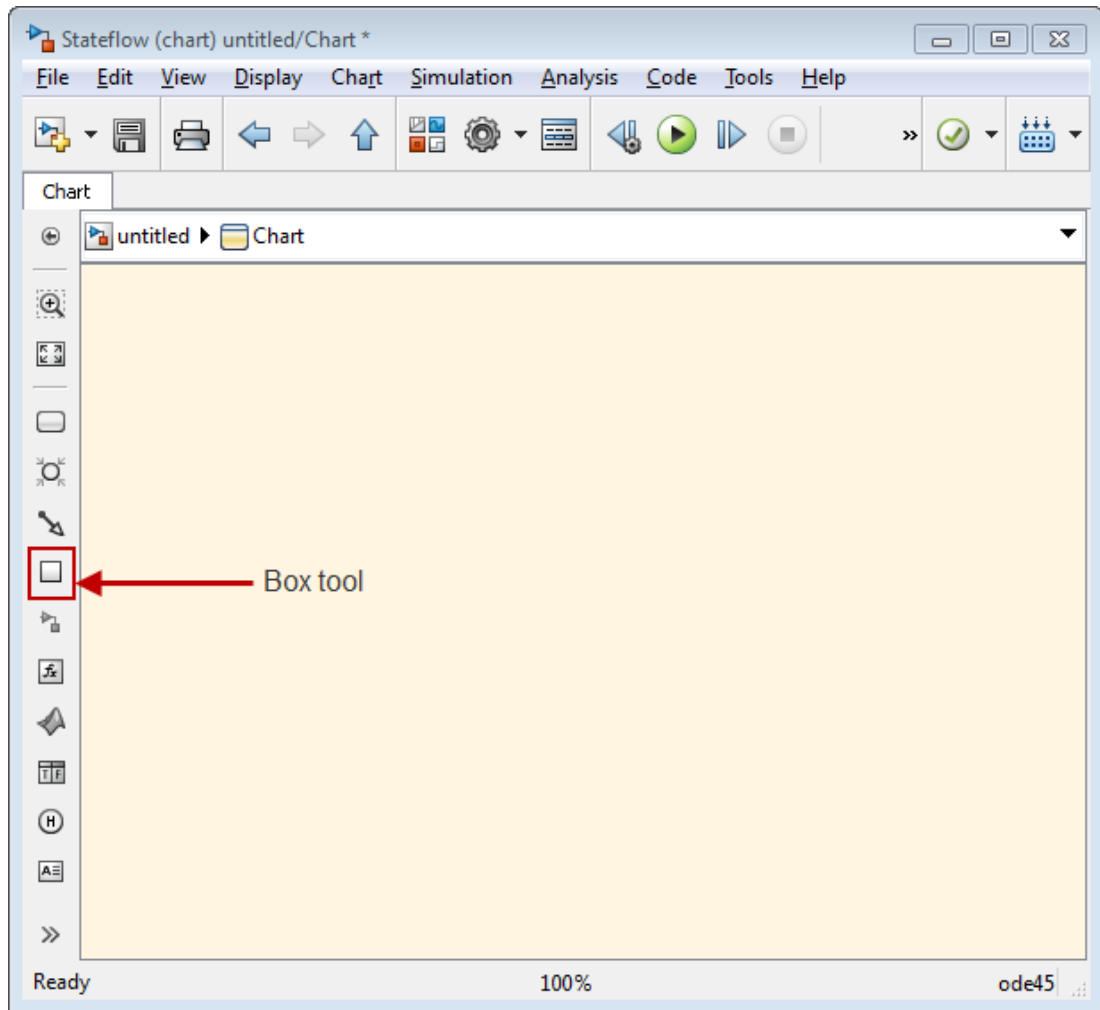 Stateflow (chart) untitled/Chart *
File Edit View Display Chart Simulation Analysis Code Tools Help
Chart
untitled Chart
Box tool
fx
T F
H
A
Ready 100% ode45